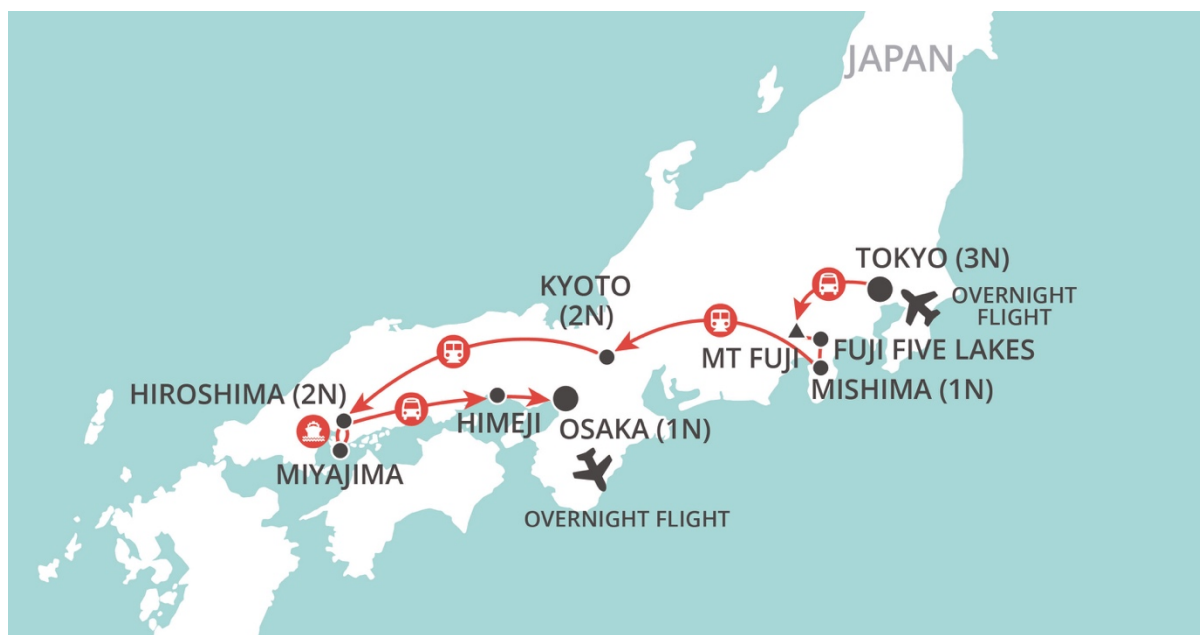 JAPAN
TOKYO (3N)
OVERNIGHT
FLIGHT
KYOTO
(2N)
MT FUJI
FUJI FIVE LAKES
MISHIMA (1N)
HIROSHIMA (2N)
HIMEJI
OSAKA (1N)
MIYAJIMA
OVERNIGHT FLIGHT